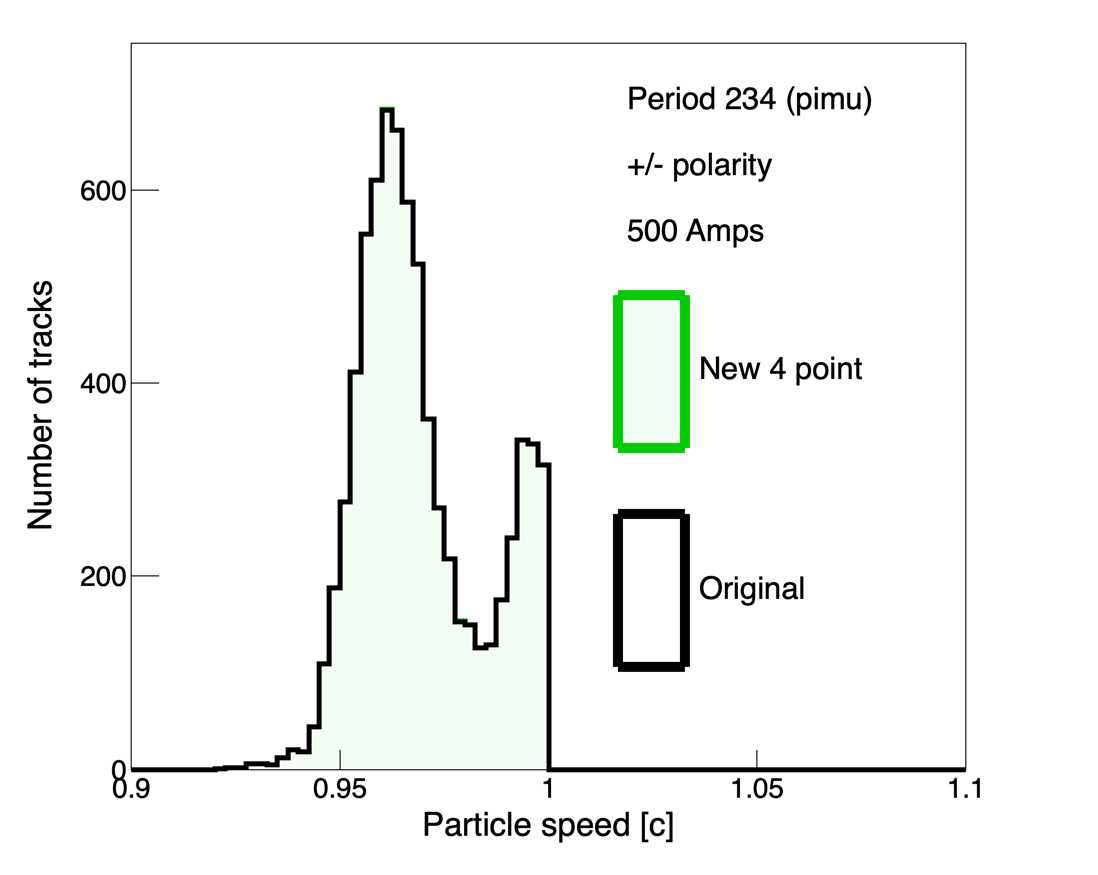 Period 234 (pimu)
+/- polarity
500 Amps
New 4 point
Original
Number of tracks
600
400
200
0
0.9
0.95
1
1.05
1.1
Particle speed [c]